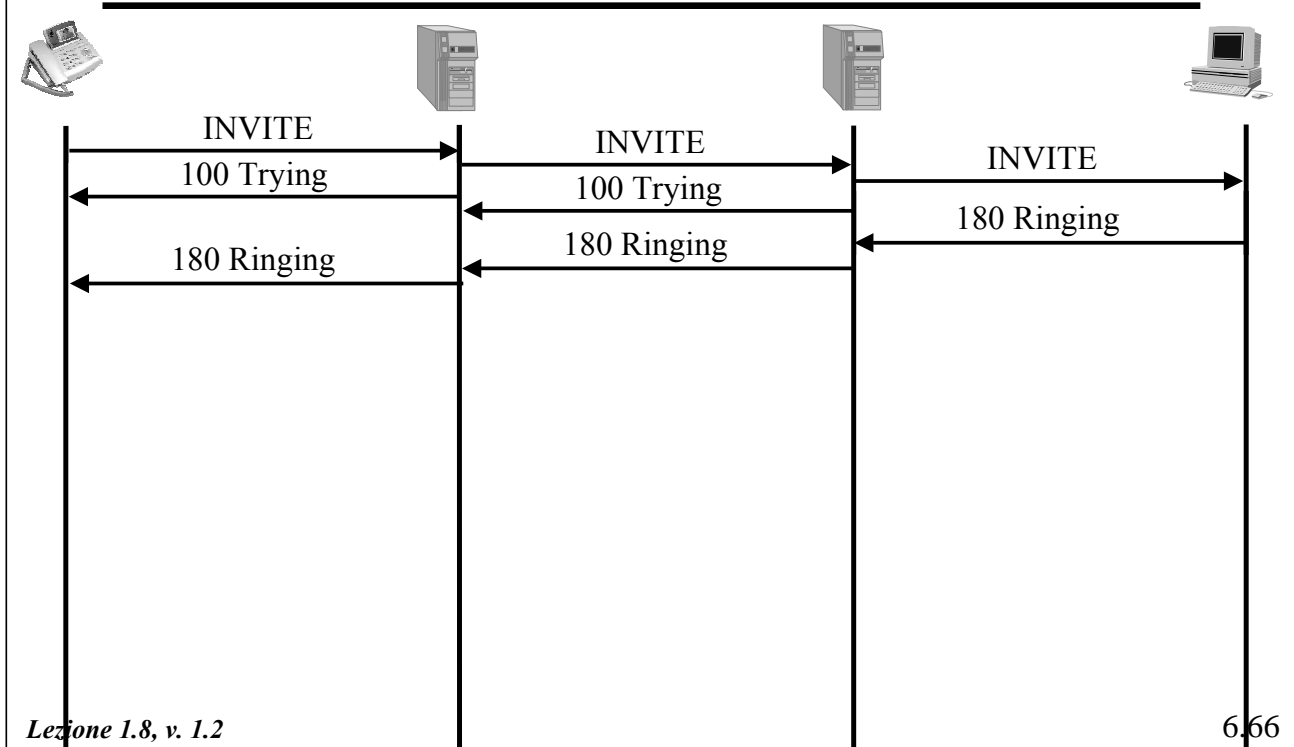 INVITE
INVITE
INVITE
100 Trying
100 Trying
180 Ringing
180 Ringing
180 Ringing
Lezione 1.8, v. 1.2
6.66